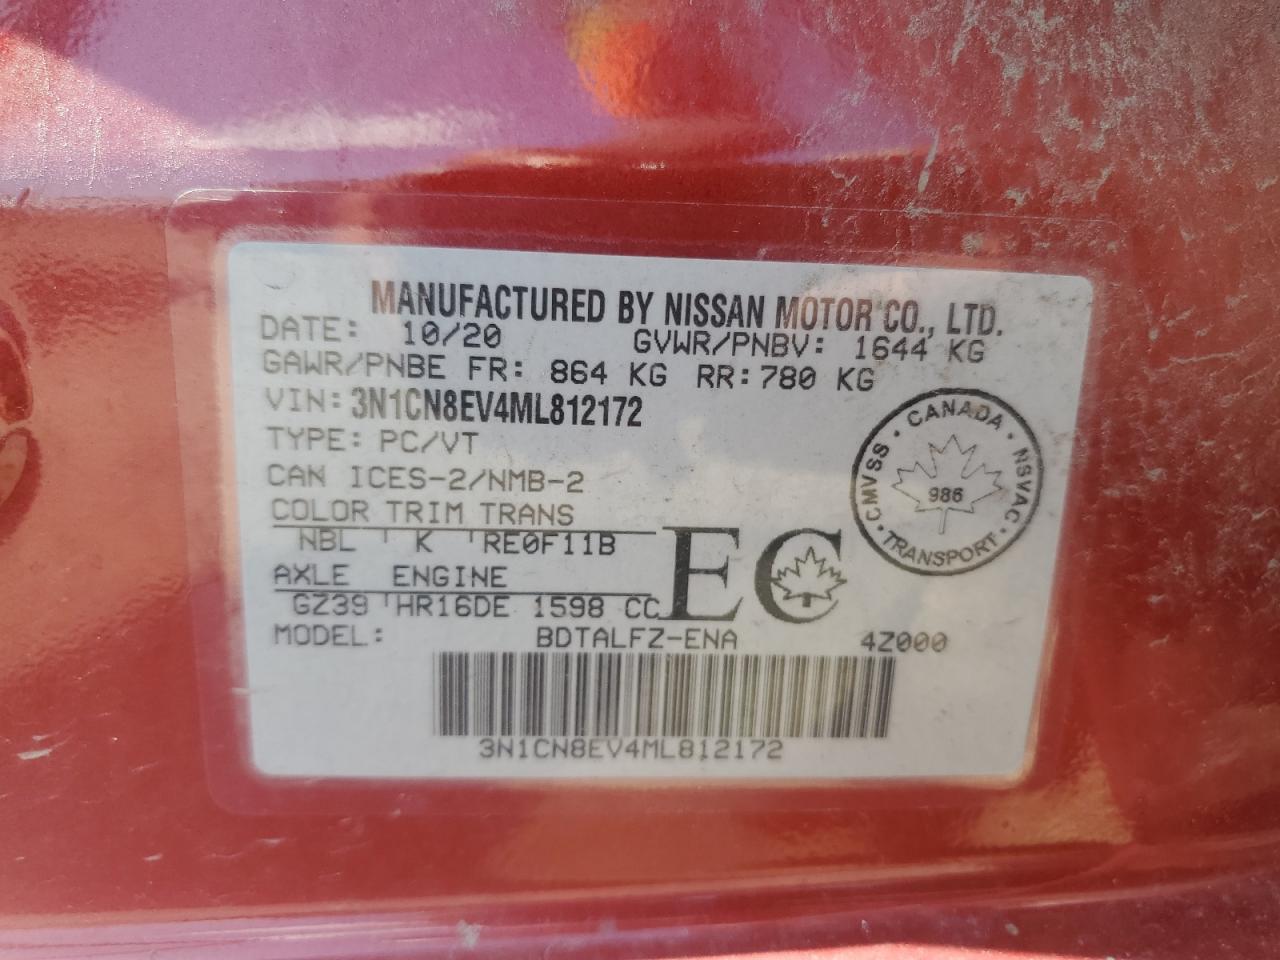 MANUFACTURED BY NISSAN MOTOR CO., LTD.
DATE: 10/20 GVWR/PNBV: 1644 KG
GAWR/PNBE FR: 864 KG RR: 780 KG
VIN: 3N1CN8EV4ML812172
TYPE: PC/VT
CAN ICES-2/NMB-2
COLOR TRIM TRANS
NBL K RE0F11B
AXLE ENGINE
GZ39 HR16DE 1598 CC
EC
CANADA
CMVSS · NSVAC
986
TRANSPORT
MODEL: BDTALFZ-ENA 4Z000
3N1CN8EV4ML812172